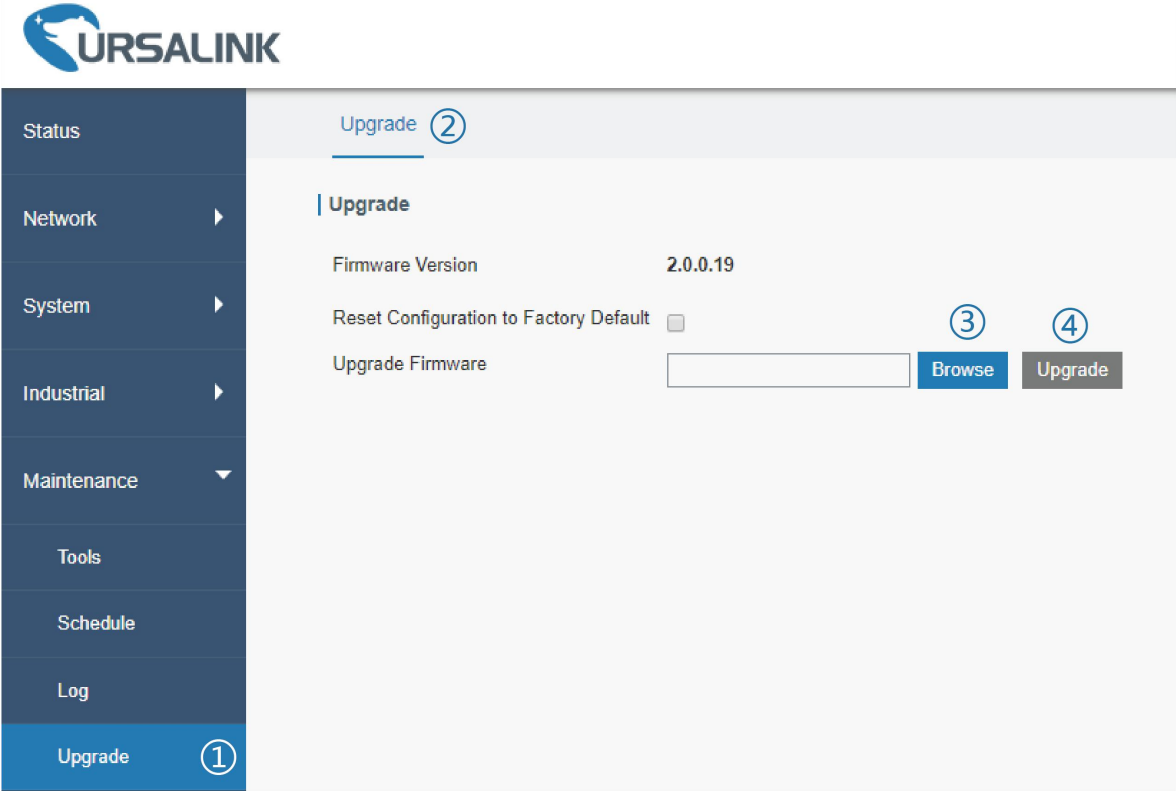 URSALINK
Status
Network
System
Industrial
Maintenance
Tools
Schedule
Log
Upgrade ①
Upgrade ②
Upgrade
Firmware Version 2.0.0.19
Reset Configuration to Factory Default
③ ④
Upgrade Firmware Browse Upgrade